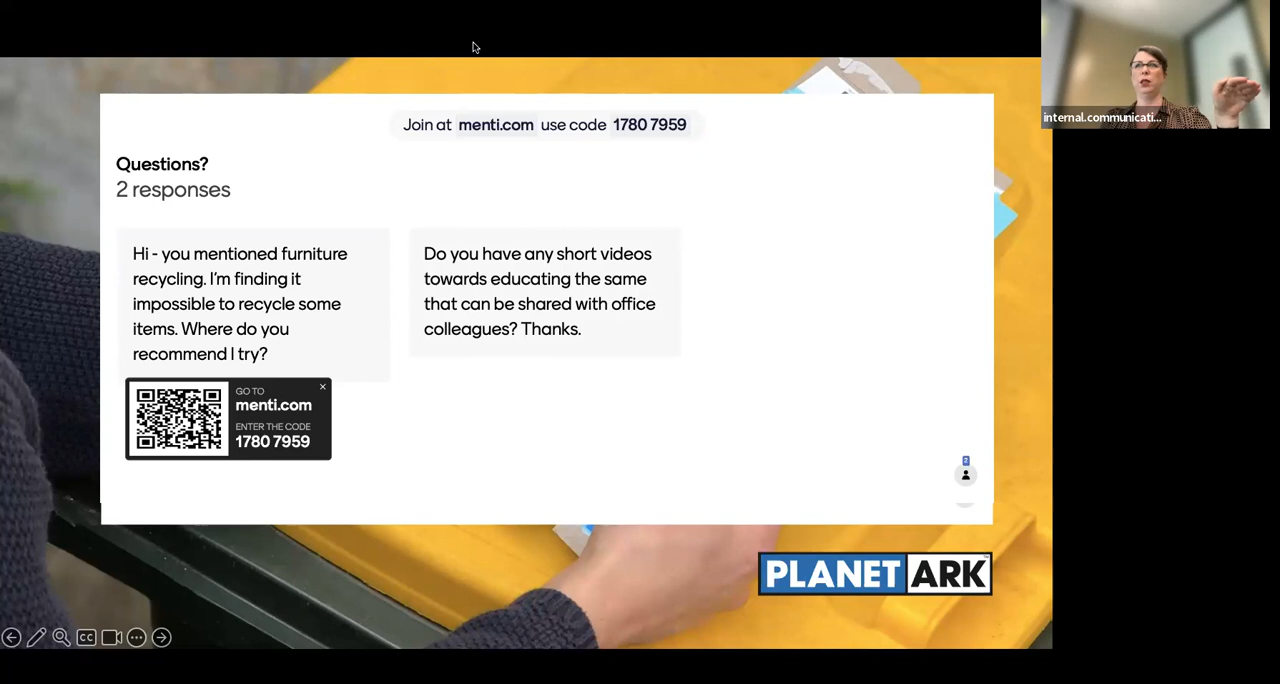 internal.communicati...
Join at menti.com use code 1780 7959
Questions?
2 responses
Hi - you mentioned furniture
recycling. I'm finding it
impossible to recycle some
items. Where do you
recommend I try?
Do you have any short videos
towards educating the same
that can be shared with office
colleagues? Thanks.
GO TO
menti.com
ENTER THE CODE
1780 7959
2
PLANET ARK
CC